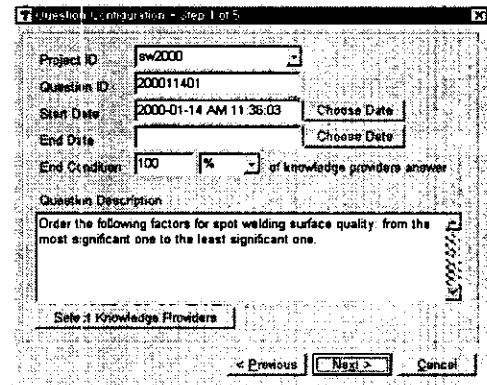 Question Configuration - Step 1 of 5
Project ID sw2000
Question ID 200011401
Start Date 2000-01-14 AM 11:36:03 Choose Date
End Date Choose Date
End Condition 100 % of knowledge providers answer
Question Description
Order the following factors for spot welding surface quality: from the
most significant one to the least significant one.
Select Knowledge Providers
< Previous Next > Cancel